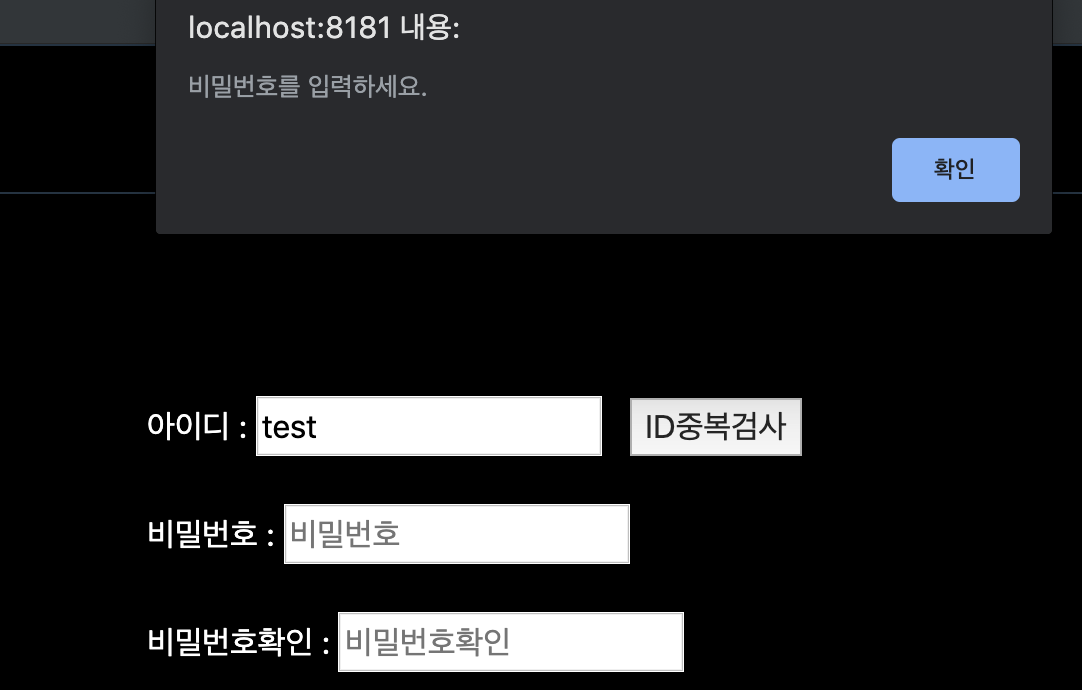 localhost:8181 내용:
비밀번호를 입력하세요.
확인
아이디 : test ID중복검사
비밀번호 : 비밀번호
비밀번호확인 : 비밀번호확인